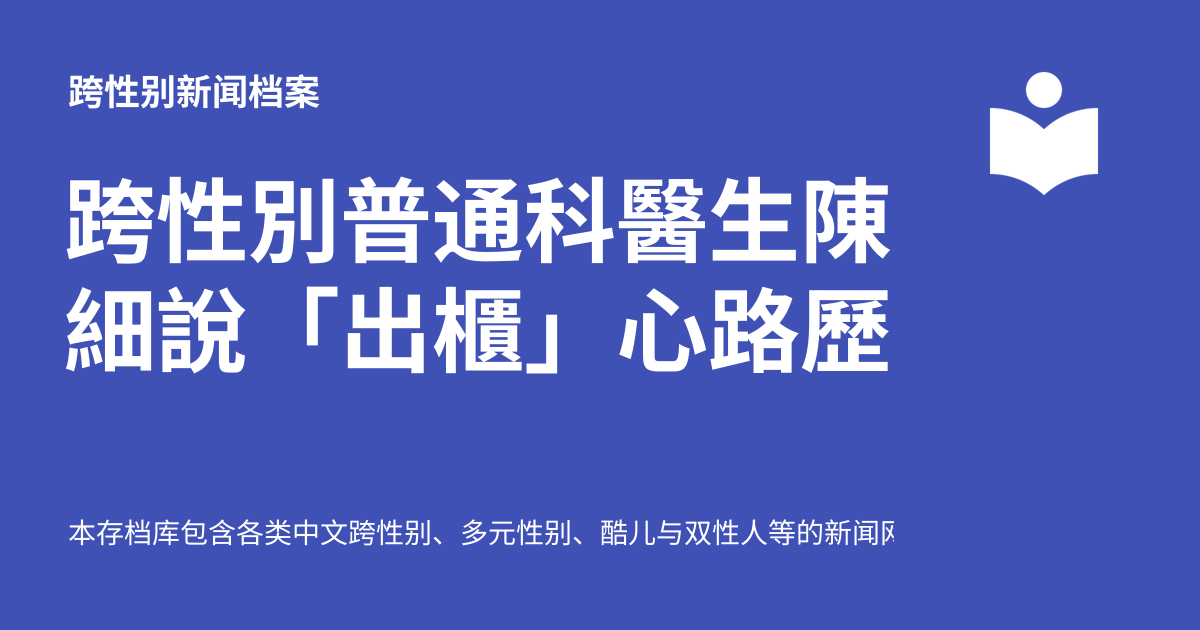 跨性别新闻档案
跨性別普通科醫生陳
細說「出櫃」心路歷
本存档库包含各类中文跨性别、多元性别、酷儿与双性人等的新闻